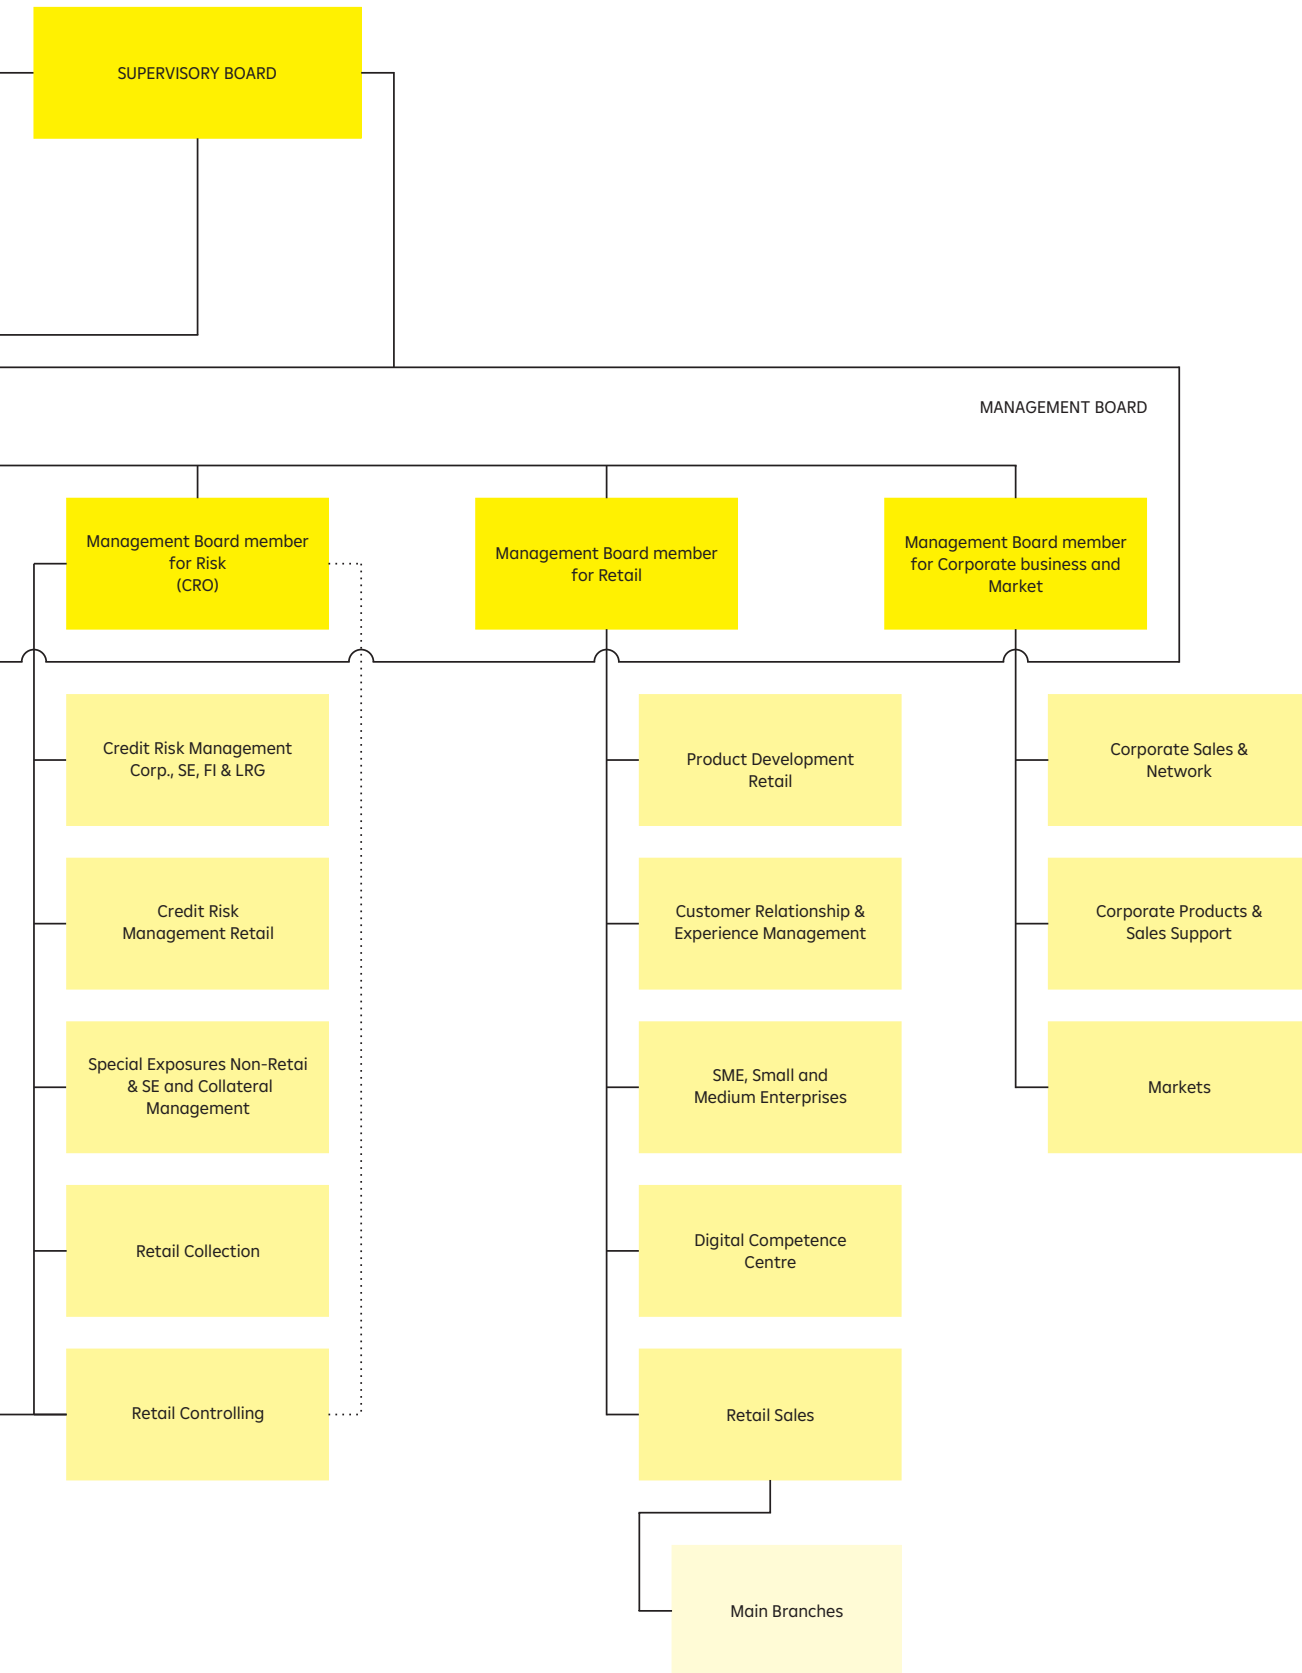 SUPERVISORY BOARD
MANAGEMENT BOARD
Management Board member
for Risk
(CRO)
Management Board member
for Retail
Management Board member
for Corporate business and
Market
Credit Risk Management
Corp., SE, FI & LRG
Credit Risk
Management Retail
Special Exposures Non-Retai
& SE and Collateral
Management
Retail Collection
Retail Controlling
Product Development
Retail
Customer Relationship &
Experience Management
SME, Small and
Medium Enterprises
Digital Competence
Centre
Retail Sales
Main Branches
Corporate Sales &
Network
Corporate Products &
Sales Support
Markets